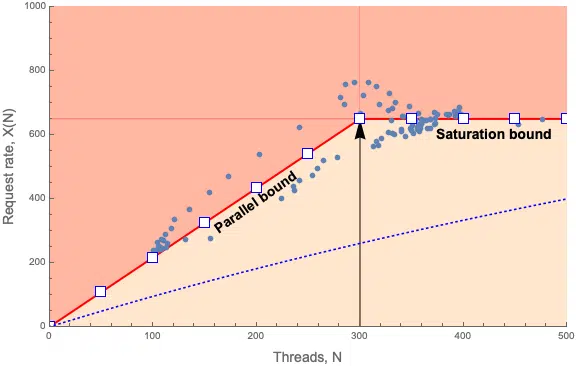 1000
800
600
400
200
0
Request rate, X(N)
Parallel bound
Saturation bound
0 100 200 300 400 500
Threads, N